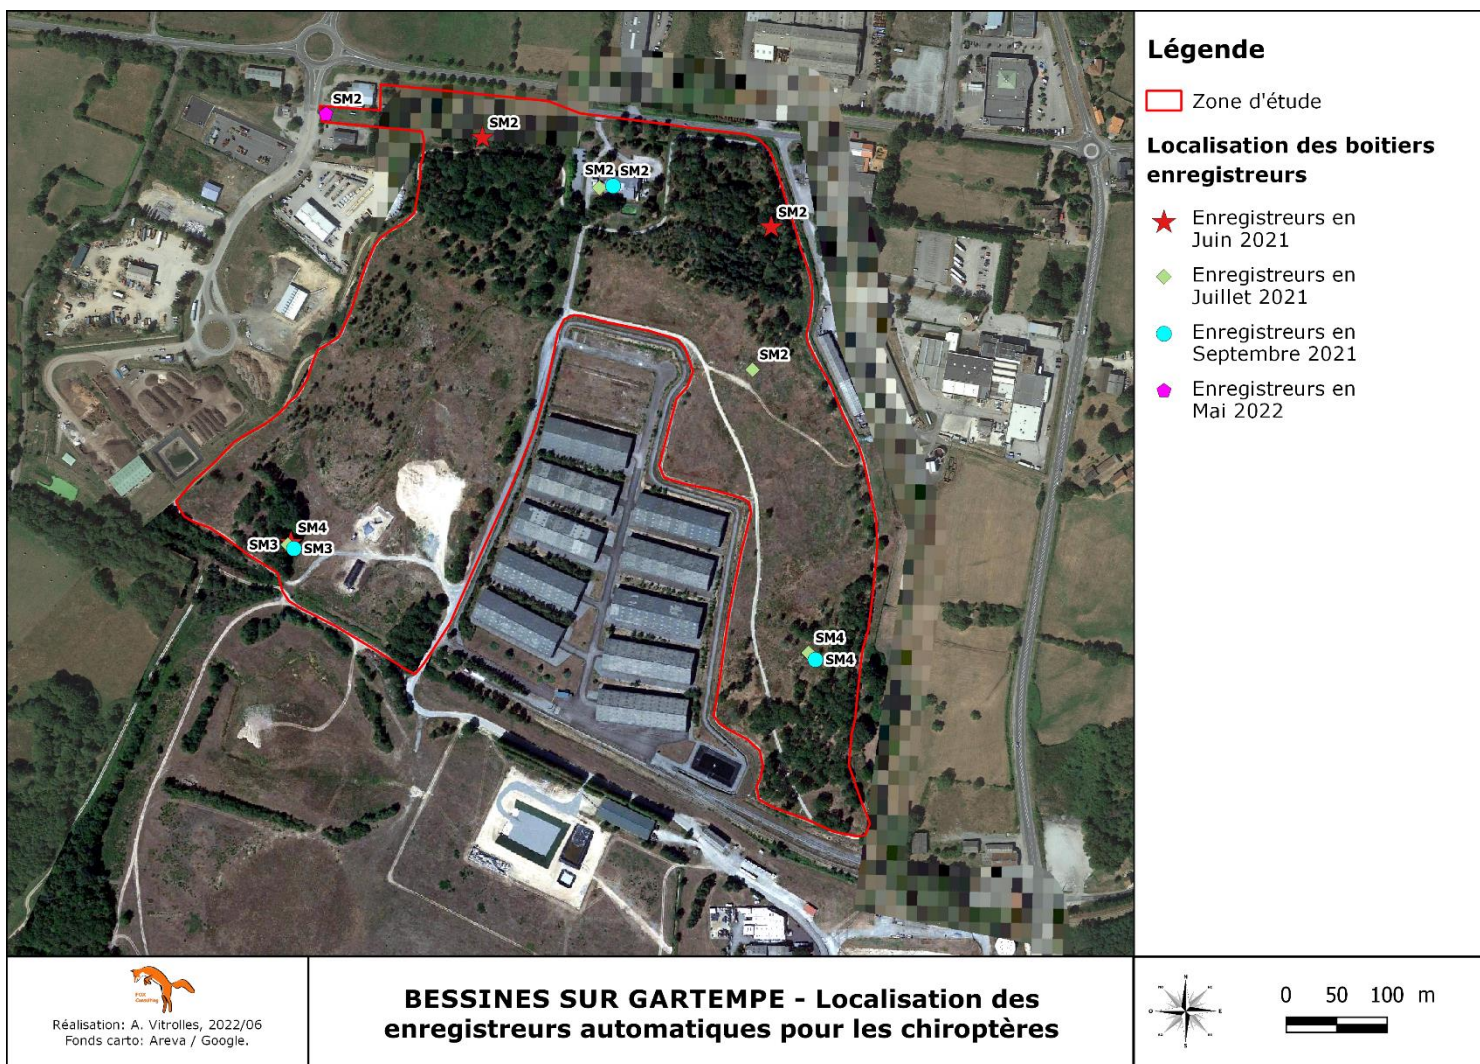 Légende
Zone d'étude
Localisation des boitiers
enregistreurs
Enregistreurs en
Juin 2021
Enregistreurs en
Juillet 2021
Enregistreurs en
Septembre 2021
Enregistreurs en
Mai 2022
SM2
SM2
SM2
SM2
SM2
SM2
SM4
SM3
SM3
SM4
SM4
Réalisation: A. Vitrolles, 2022/06
Fonds carto: Areva / Google.
BESSINES SUR GARTEMPE - Localisation des
enregistreurs automatiques pour les chiroptères
0 50 100 m